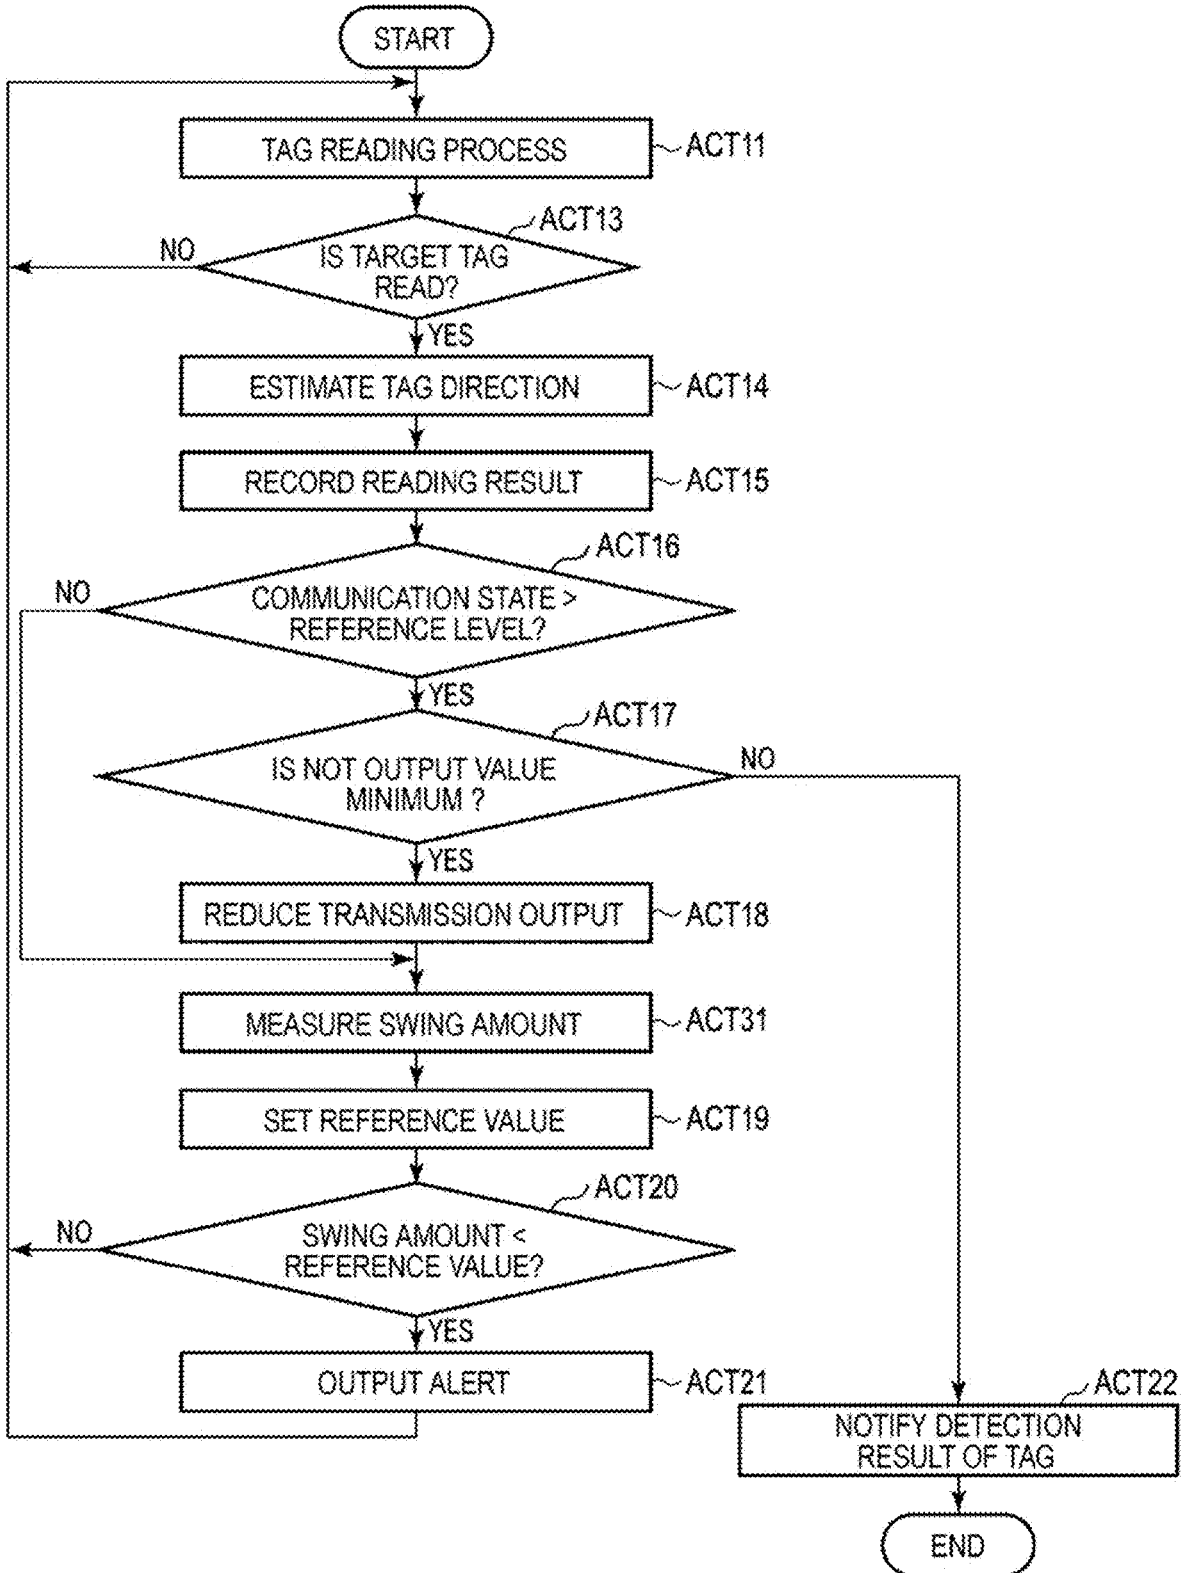 START
TAG READING PROCESS
ACT11
ACT13
NO
IS TARGET TAG
READ?
YES
ESTIMATE TAG DIRECTION
ACT14
RECORD READING RESULT
ACT15
ACT16
NO
COMMUNICATION STATE >
REFERENCE LEVEL?
YES
ACT17
NO
IS NOT OUTPUT VALUE
MINIMUM ?
YES
REDUCE TRANSMISSION OUTPUT
ACT18
MEASURE SWING AMOUNT
ACT31
SET REFERENCE VALUE
ACT19
ACT20
NO
SWING AMOUNT <
REFERENCE VALUE?
YES
OUTPUT ALERT
ACT21
ACT22
NOTIFY DETECTION
RESULT OF TAG
END